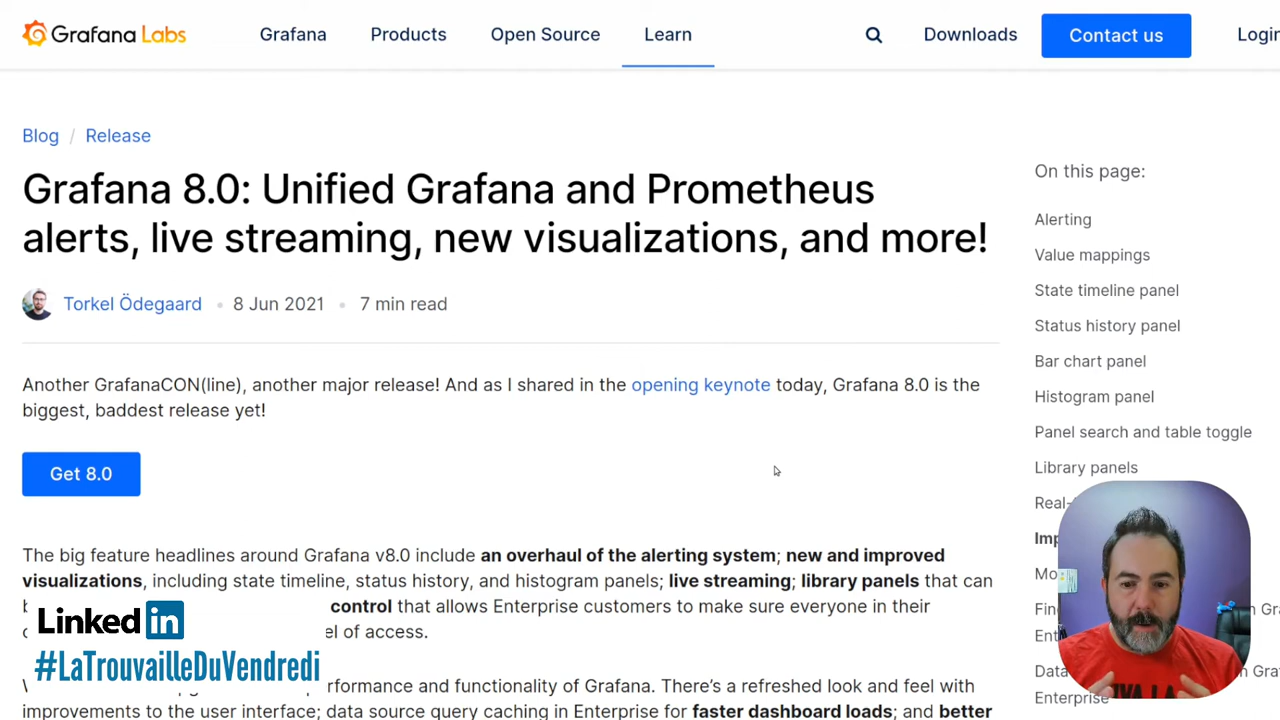 Grafana Labs
Grafana
Products
Open Source
Learn
Downloads
Contact us
Login
Blog / Release
Grafana 8.0: Unified Grafana and Prometheus
alerts, live streaming, new visualizations, and more!
Torkel Ödegaard • 8 Jun 2021 • 7 min read
Another GrafanaCON(line), another major release! And as I shared in the opening keynote today, Grafana 8.0 is the
biggest, baddest release yet!
Get 8.0
The big feature headlines around Grafana v8.0 include an overhaul of the alerting system; new and improved
visualizations, including state timeline, status history, and histogram panels; live streaming; library panels that can
control that allows Enterprise customers to make sure everyone in their
of access.
performance and functionality of Grafana. There's a refreshed look and feel with
improvements to the user interface; data source query caching in Enterprise for faster dashboard loads; and better
On this page:
Alerting
Value mappings
State timeline panel
Status history panel
Bar chart panel
Histogram panel
Panel search and table toggle
Library panels
Real-
Enterprise
Linked in
#LaTrouvailleDuVendredi